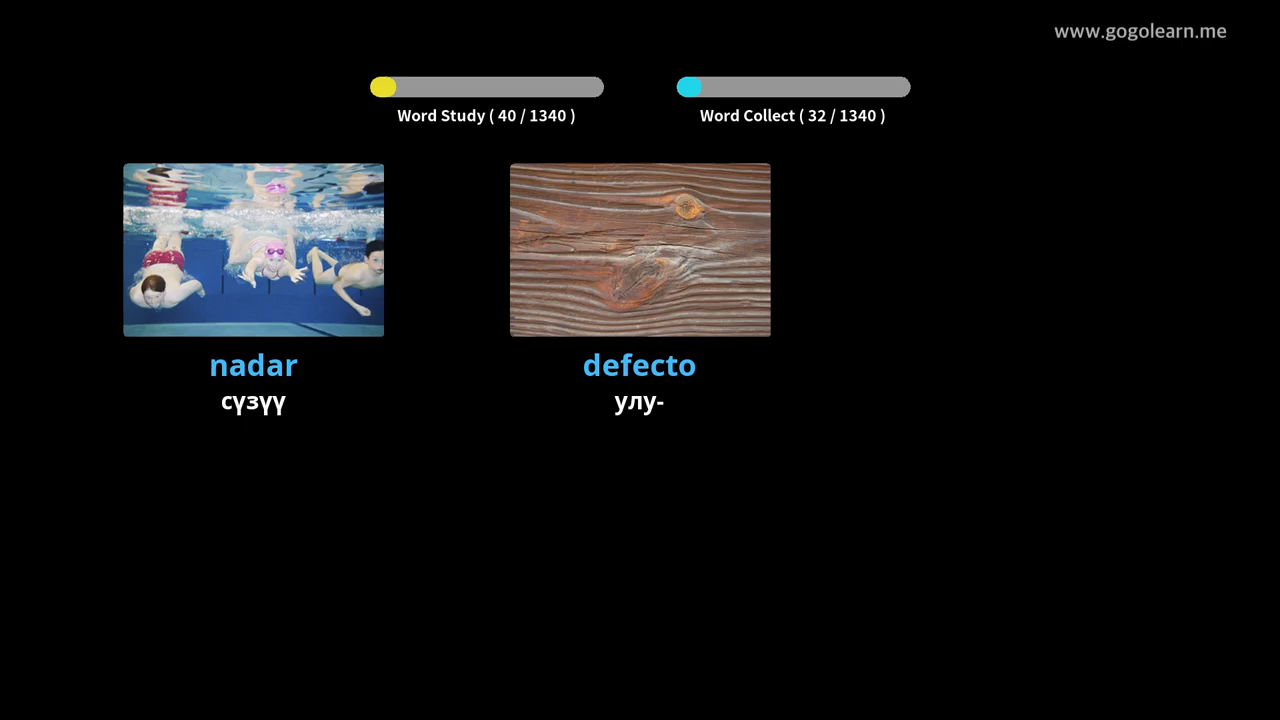 www.gogolearn.me
Word Study ( 40 / 1340 )
Word Collect ( 32 / 1340 )
nadar
defecto
сүзүү
улу-